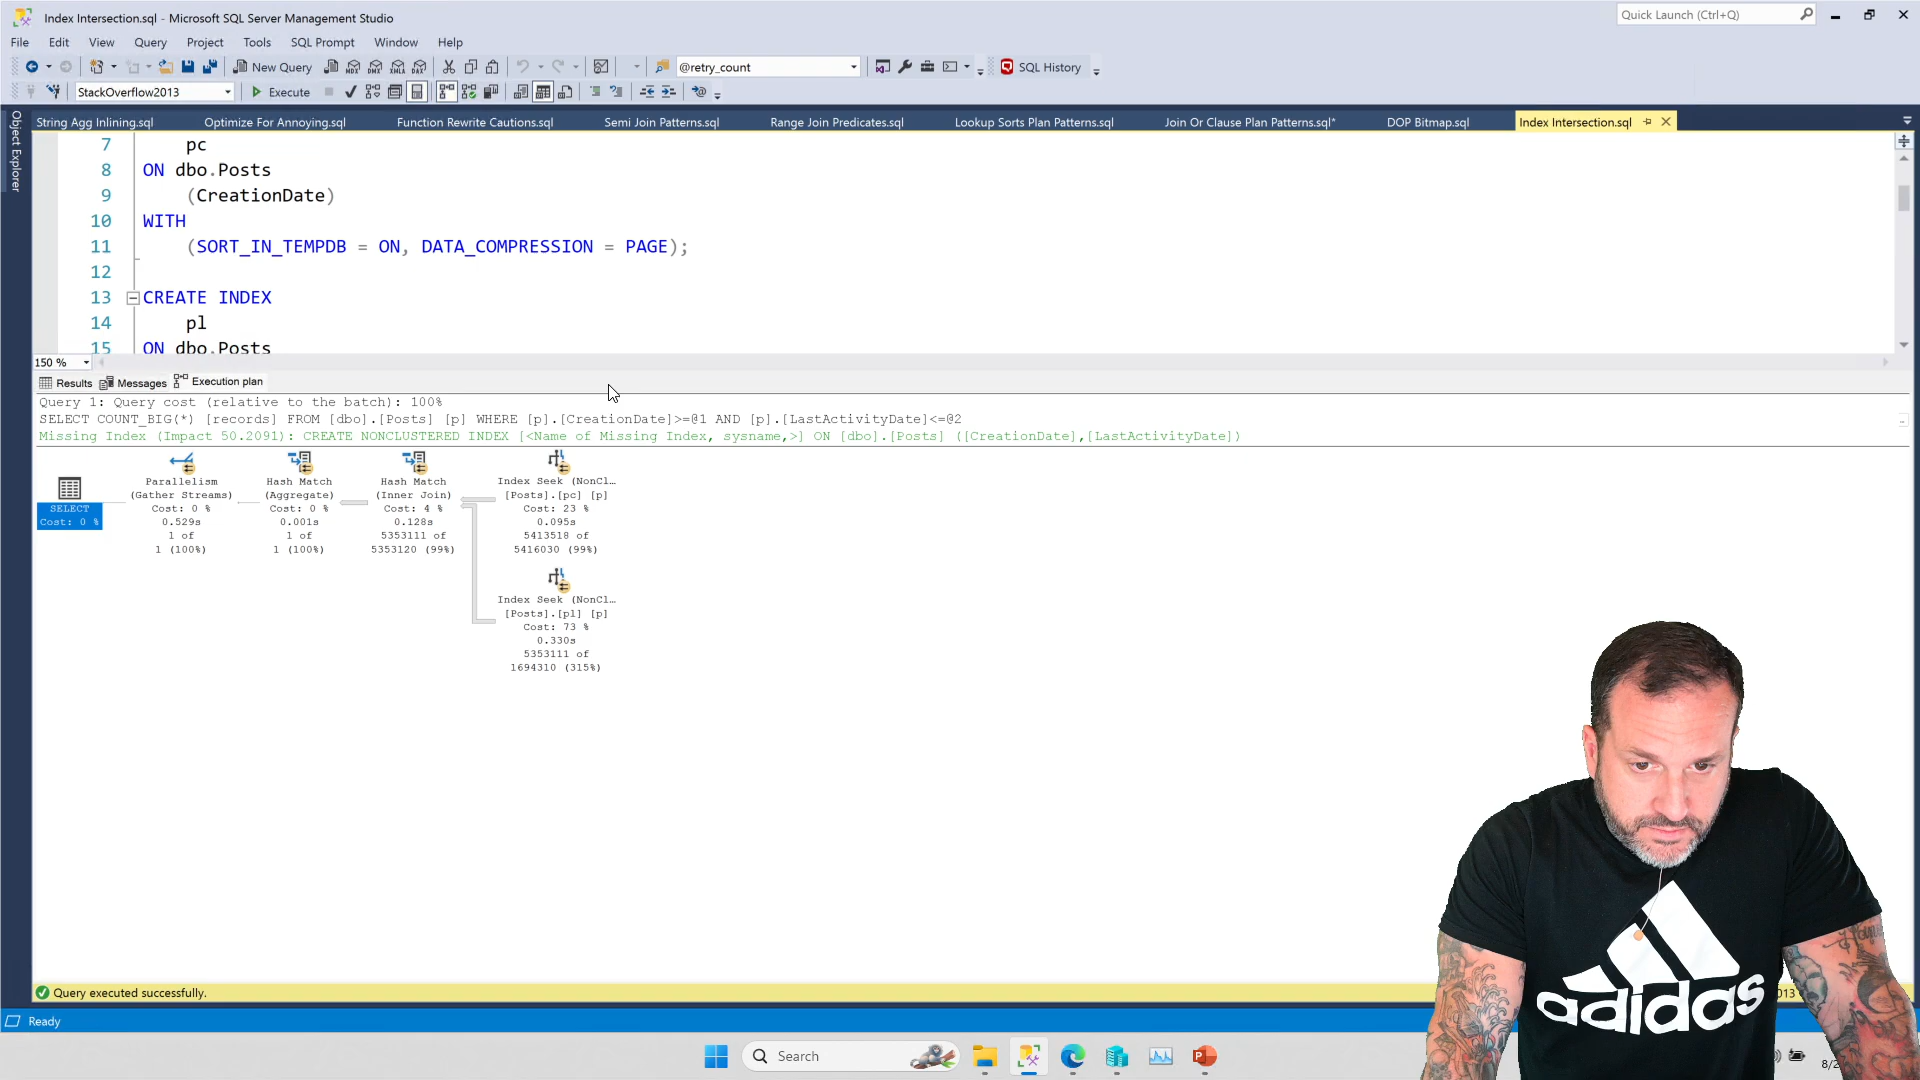 Index Intersection.sql - Microsoft SQL Server Management Studio
Quick Launch (Ctrl+Q)
File Edit View Query Project Tools SQL Prompt Window Help
New Query
MDX DMX XMLA DAX
@retry_count
SQL History
StackOverflow2013
Execute
Object Explorer
String Agg Inlining.sql
Optimize For Annoying.sql
Function Rewrite Cautions.sql
Semi Join Patterns.sql
Range Join Predicates.sql
Lookup Sorts Plan Patterns.sql
Join Or Clause Plan Patterns.sql*
DOP Bitmap.sql
Index Intersection.sql
7 pc
8 ON dbo.Posts
9 (CreationDate)
10 WITH
11 (SORT_IN_TEMPDB = ON, DATA_COMPRESSION = PAGE);
12
13 CREATE INDEX
14 pl
15 ON dbo.Posts
150 %
Results Messages Execution plan
Query 1: Query cost (relative to the batch): 100%
SELECT COUNT_BIG(*) [records] FROM [dbo].[Posts] [p] WHERE [p].[CreationDate]>=@1 AND [p].[LastActivityDate]<=@2
Missing Index (Impact 50.2091): CREATE NONCLUSTERED INDEX [<Name of Missing Index, sysname,>] ON [dbo].[Posts] ([CreationDate],[LastActivityDate])
SELECT
Cost: 0 %
Parallelism
(Gather Streams)
Cost: 0 %
0.529s
1 of
1 (100%)
Hash Match
(Aggregate)
Cost: 0 %
0.001s
1 of
1 (100%)
Hash Match
(Inner Join)
Cost: 4 %
0.128s
5353111 of
5353120 (99%)
Index Seek (NonCl…
[Posts].[pc] [p]
Cost: 23 %
0.095s
5413518 of
5416030 (99%)
Index Seek (NonCl…
[Posts].[pl] [p]
Cost: 73 %
0.330s
5353111 of
1694310 (315%)
Query executed successfully.
Ready
Search
adidas